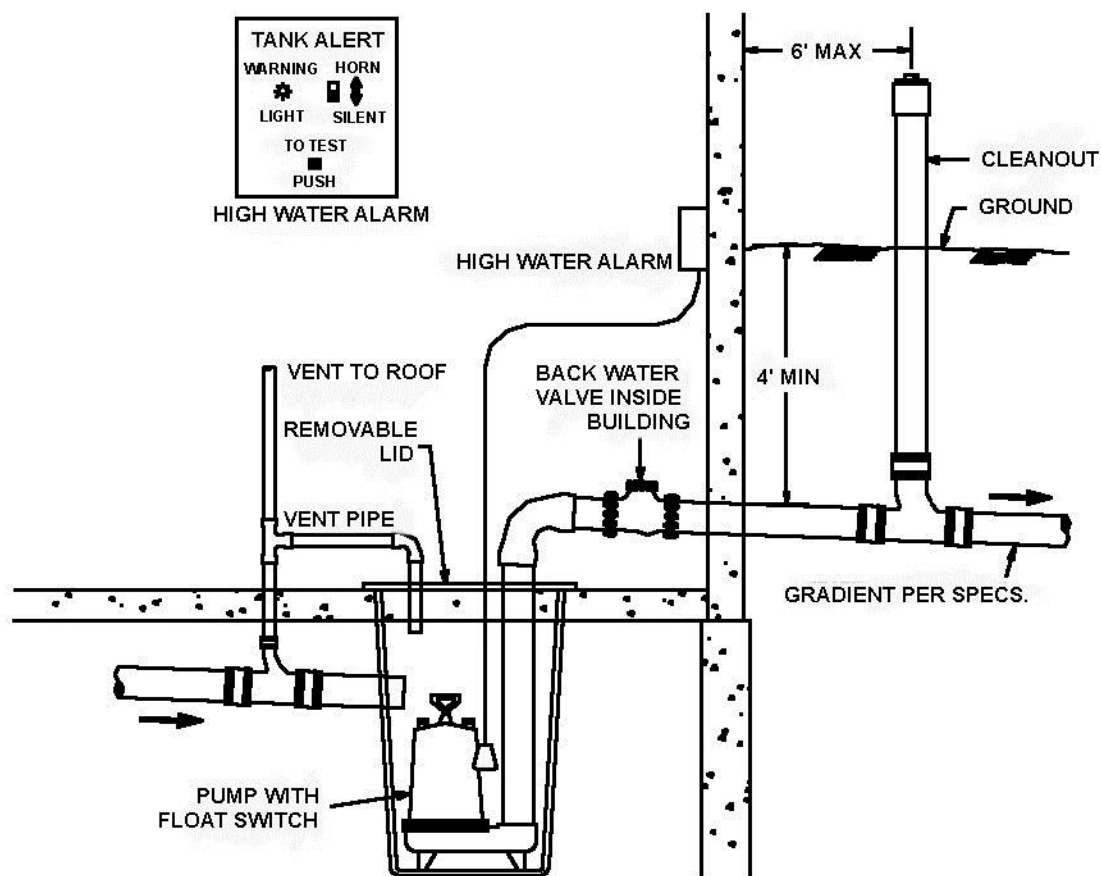 TANK ALERT
WARNING HORN
LIGHT SILENT
TO TEST
PUSH
HIGH WATER ALARM
6' MAX
CLEANOUT
GROUND
HIGH WATER ALARM
4' MIN
VENT TO ROOF
BACK WATER
VALVE INSIDE
BUILDING
REMOVABLE
LID
VENT PIPE
GRADIENT PER SPECS.
PUMP WITH
FLOAT SWITCH